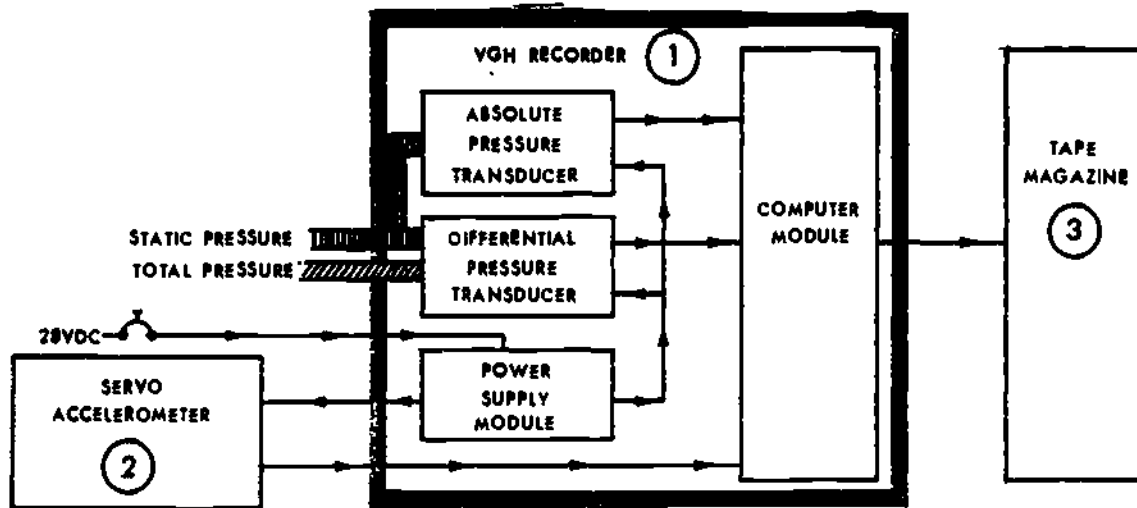 VGH RECORDER 1
ABSOLUTE
PRESSURE
TRANSDUCER
STATIC PRESSURE
TOTAL PRESSURE
DIFFERENTIAL
PRESSURE
TRANSDUCER
28VDC
POWER
SUPPLY
MODULE
SERVO
ACCELEROMETER
2
COMPUTER
MODULE
TAPE
MAGAZINE
3